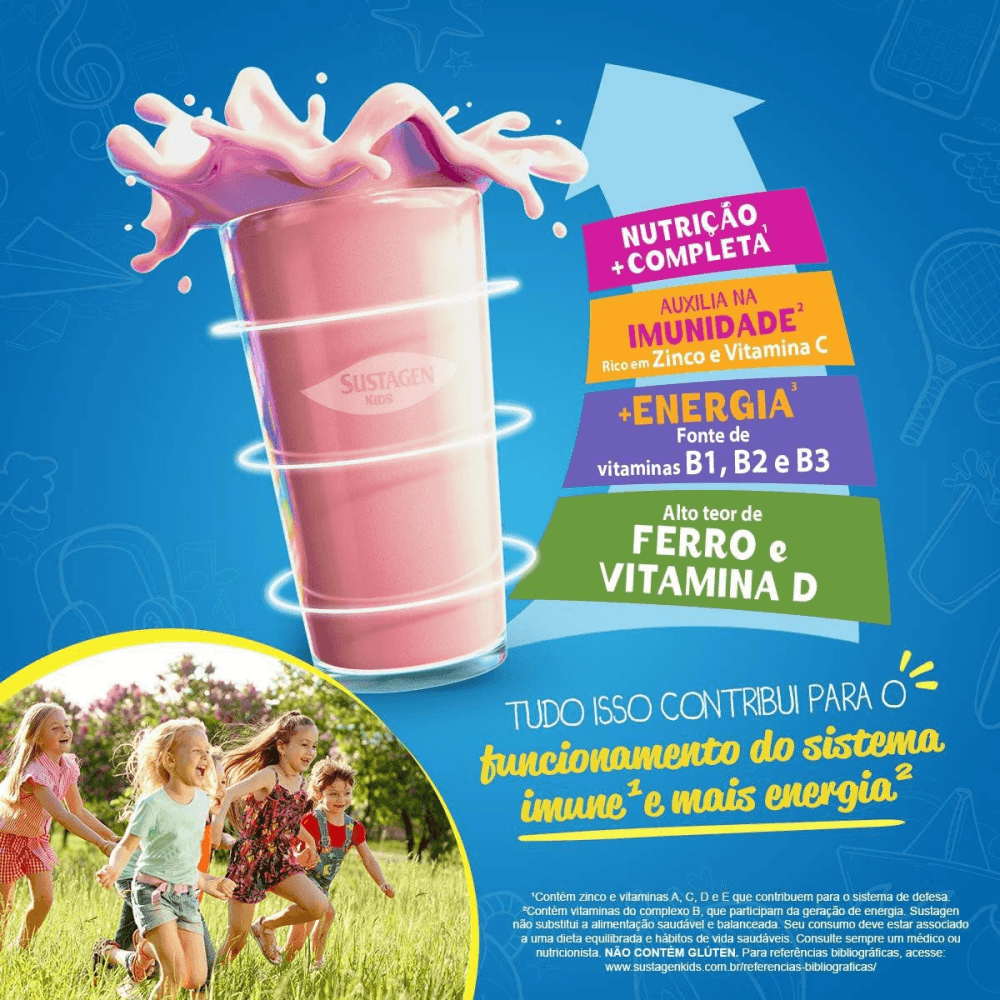 SUSTAGEN
KIDS
NUTRIÇÃO
+COMPLETA¹
AUXILIA NA
IMUNIDADE²
Rico em Zinco e Vitamina C
+ENERGIA³
Fonte de
vitaminas B1, B2 e B3
Alto teor de
FERRO e
VITAMINA D
TUDO ISSO CONTRIBUI PARA O
funcionamento do sistema
imune¹ e mais energia²
¹Contém zinco e vitaminas A, C, D e E que contribuem para o sistema de defesa.
²Contém vitaminas do complexo B, que participam da geração de energia. Sustagen
não substitui a alimentação saudável e balanceada. Seu consumo deve estar associado
a uma dieta equilibrada e hábitos de vida saudáveis. Consulte sempre um médico ou
nutricionista. NÃO CONTÉM GLÚTEN. Para referências bibliográficas, acesse:
www.sustagenkids.com.br/referencias-bibliograficas/